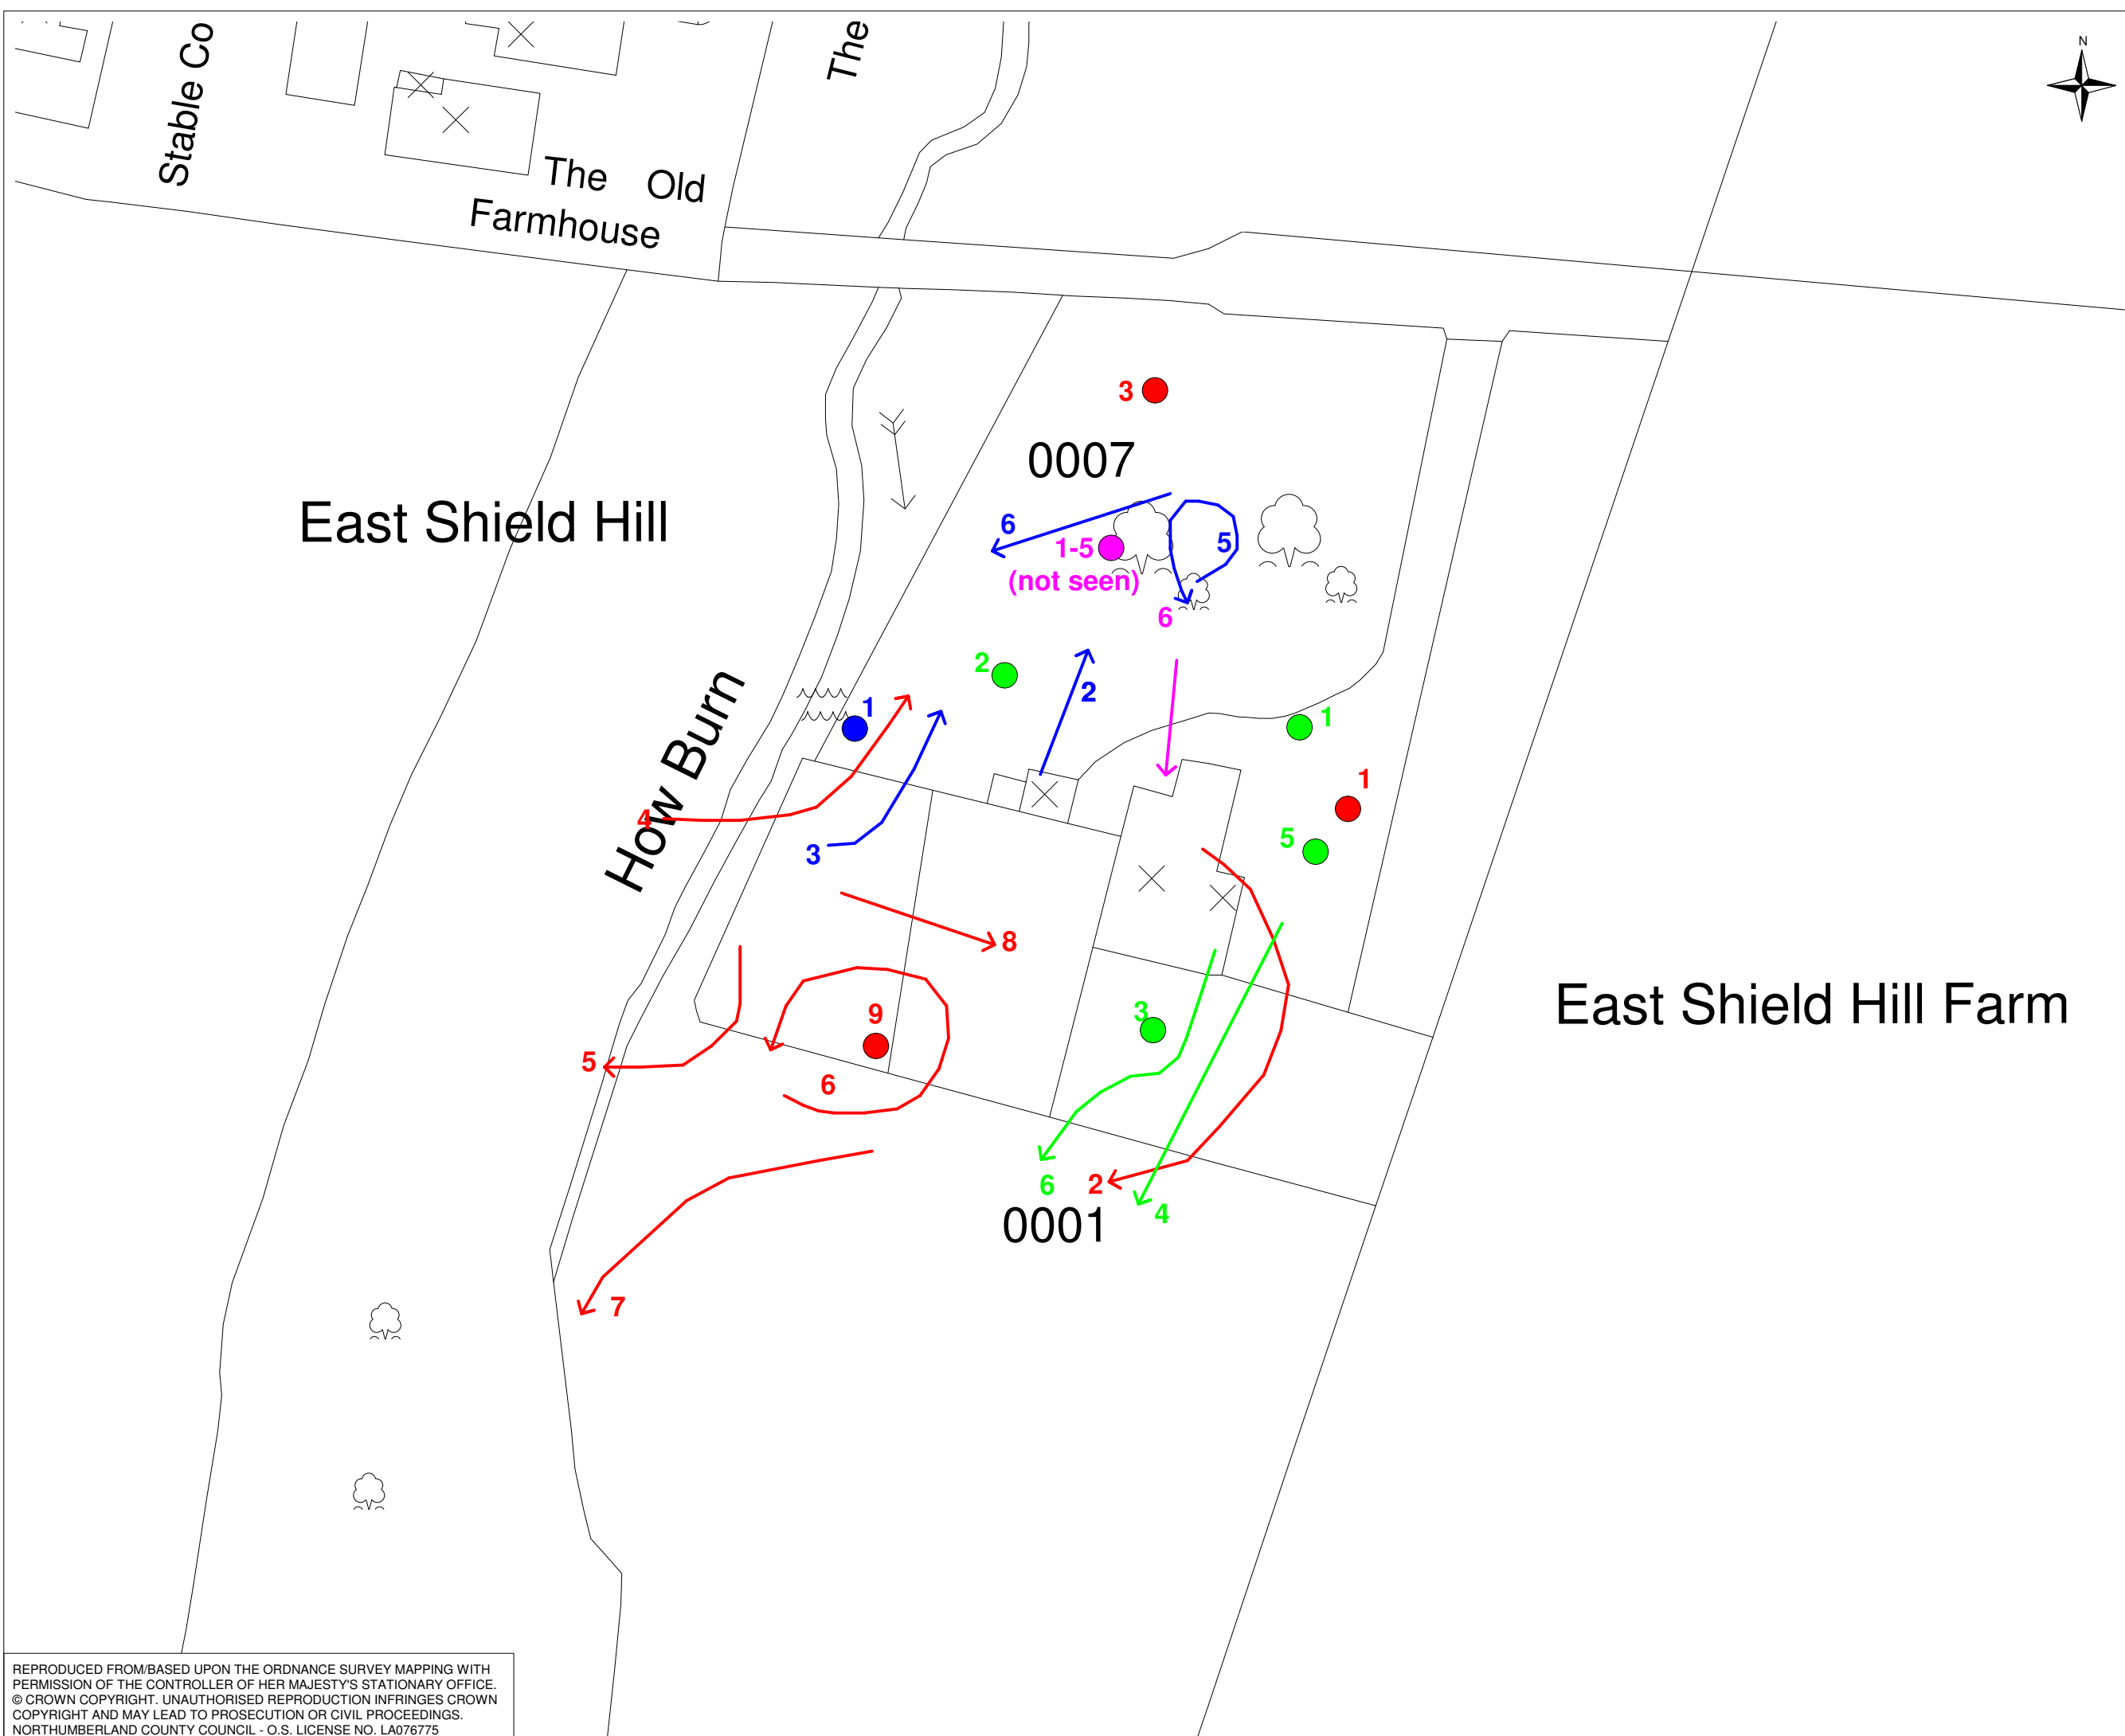 Stable Co
The
N
The Old
Farmhouse
3
0007
East Shield Hill
6
5
1-5
(not seen)
6
2
2
1
1
1
How Burn
4
3
5
8
3
9
East Shield Hill Farm
5
6
6
2
4
0001
7
REPRODUCED FROM/BASED UPON THE ORDNANCE SURVEY MAPPING WITH
PERMISSION OF THE CONTROLLER OF HER MAJESTY'S STATIONARY OFFICE.
© CROWN COPYRIGHT. UNAUTHORISED REPRODUCTION INFRINGES CROWN
COPYRIGHT AND MAY LEAD TO PROSECUTION OR CIVIL PROCEEDINGS.
NORTHUMBERLAND COUNTY COUNCIL - O.S. LICENSE NO. LA076775